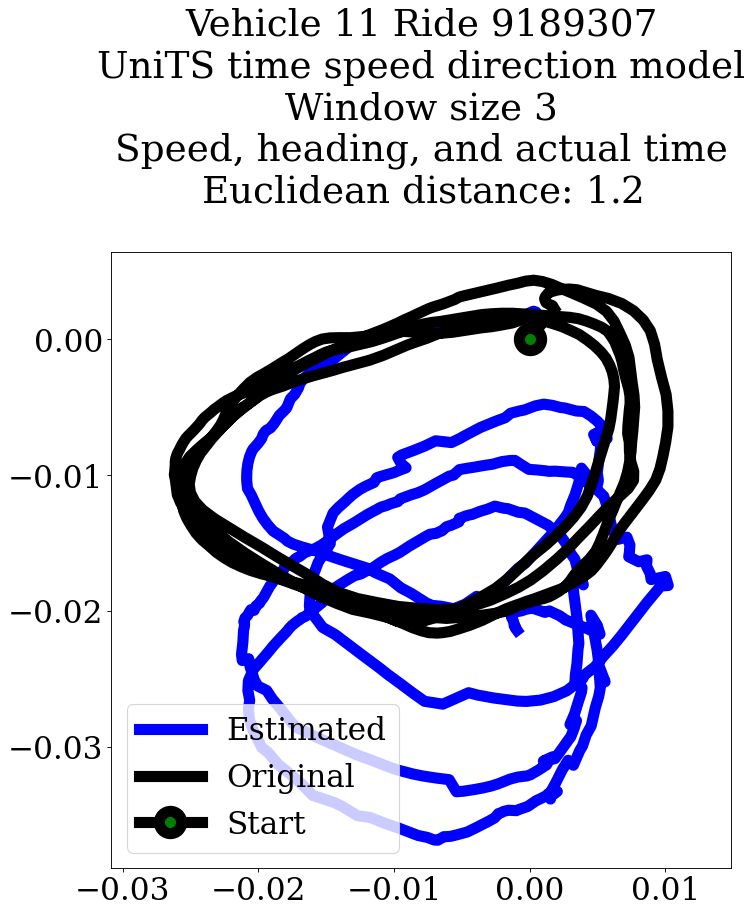 Vehicle 11 Ride 9189307
UniTS time speed direction model
Window size 3
Speed, heading, and actual time
Euclidean distance: 1.2
0.00
−0.01
−0.02
−0.03
Estimated
Original
Start
−0.03 −0.02 −0.01 0.00 0.01